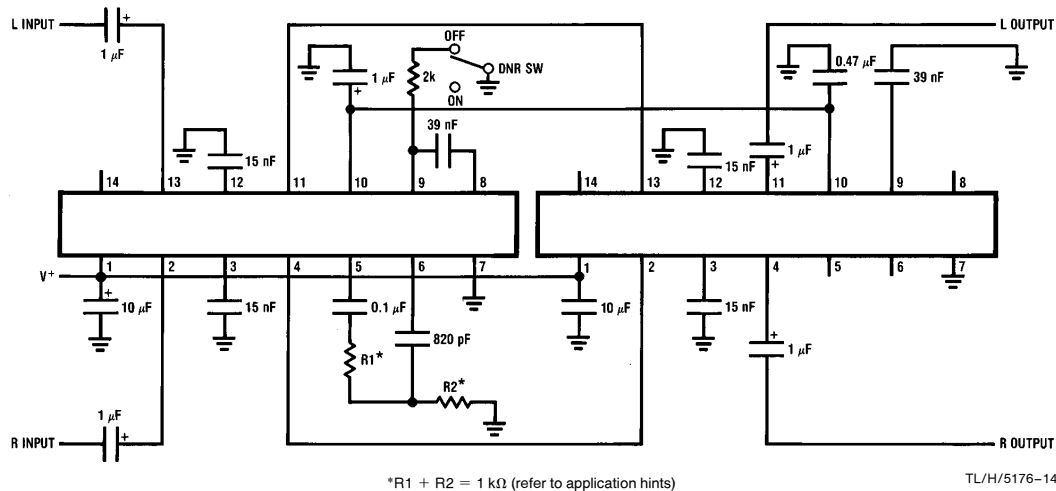 L INPUT
1 μF
+
OFF
DNR SW
ON
2k
1 μF
+
39 nF
15 nF
L OUTPUT
0.47 μF
39 nF
1 μF
+
15 nF
14 13 12 11 10 9 8
14 13 12 11 10 9 8
V+
1 2 3 4 5 6 7
1 2 3 4 5 6 7
+
10 μF
15 nF
0.1 μF
820 pF
R1*
R2*
10 μF
15 nF
+
1 μF
1 μF
+
R INPUT
R OUTPUT
*R1 + R2 = 1 kΩ (refer to application hints)
TL/H/5176–14